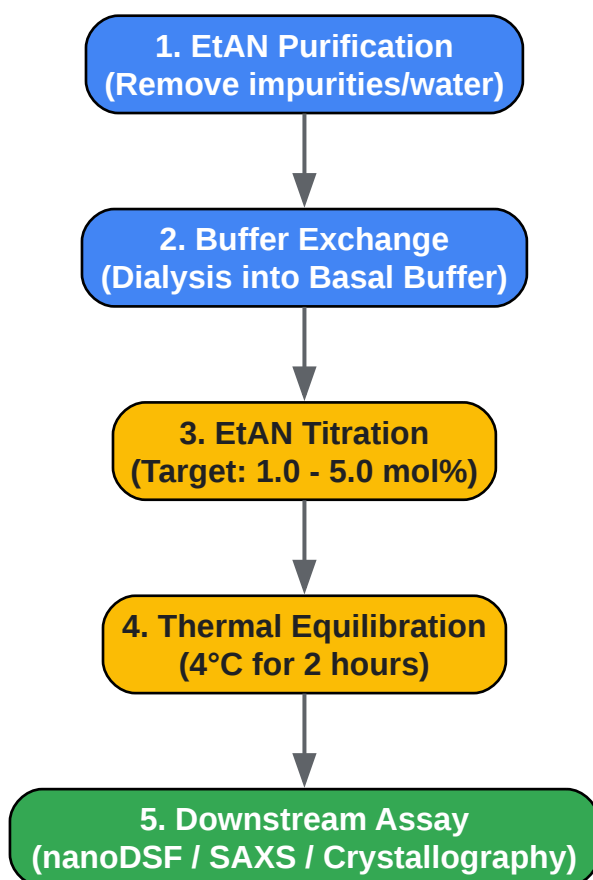 1. EtAN Purification
(Remove impurities/water)
2. Buffer Exchange
(Dialysis into Basal Buffer)
3. EtAN Titration
(Target: 1.0 - 5.0 mol%)
4. Thermal Equilibration
(4°C for 2 hours)
5. Downstream Assay
(nanoDSF / SAXS / Crystallography)